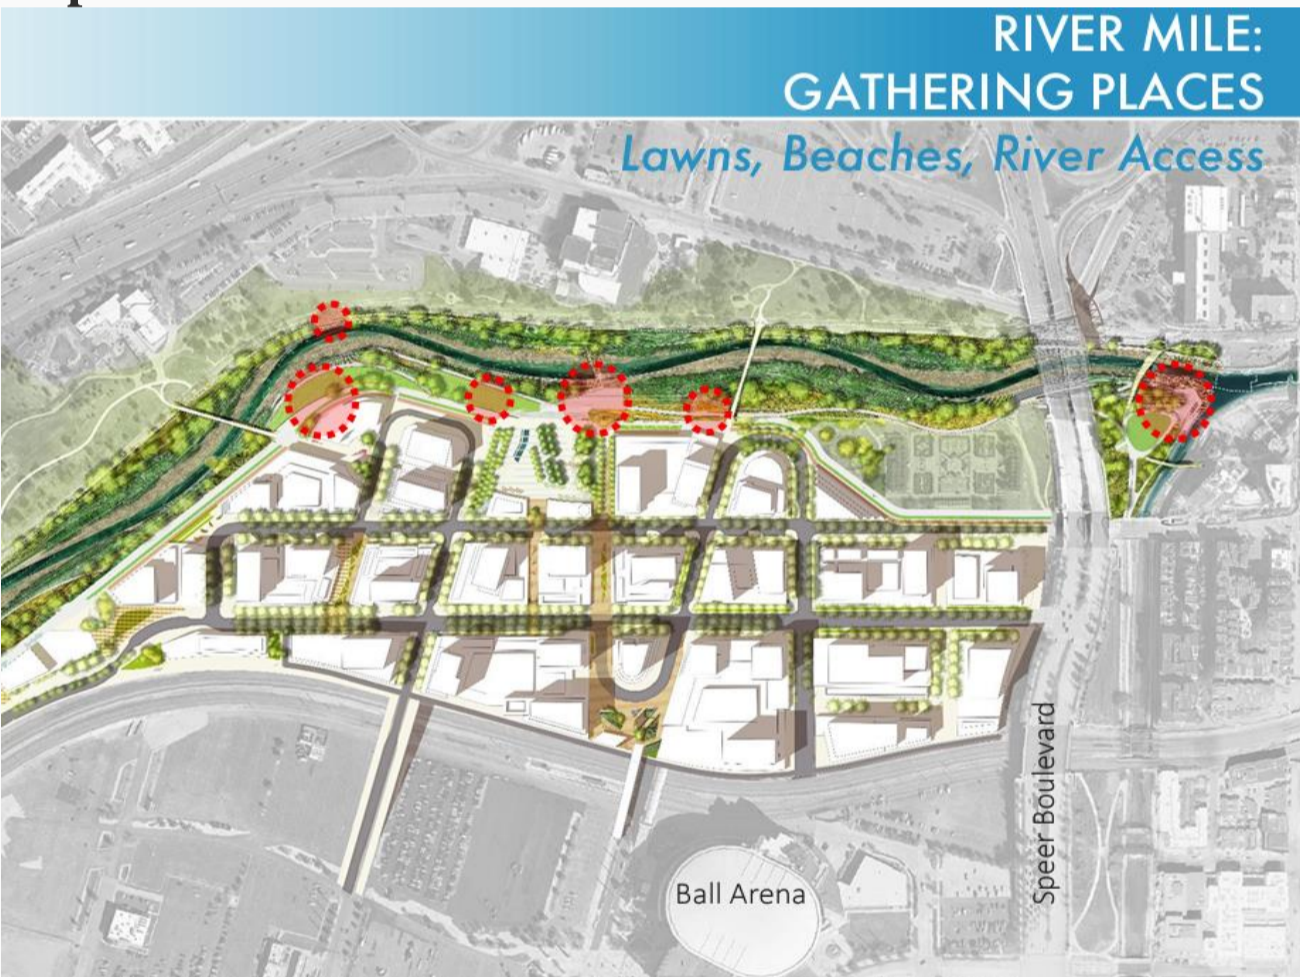 RIVER MILE:
GATHERING PLACES
Lawns, Beaches, River Access
Speer Boulevard
Ball Arena